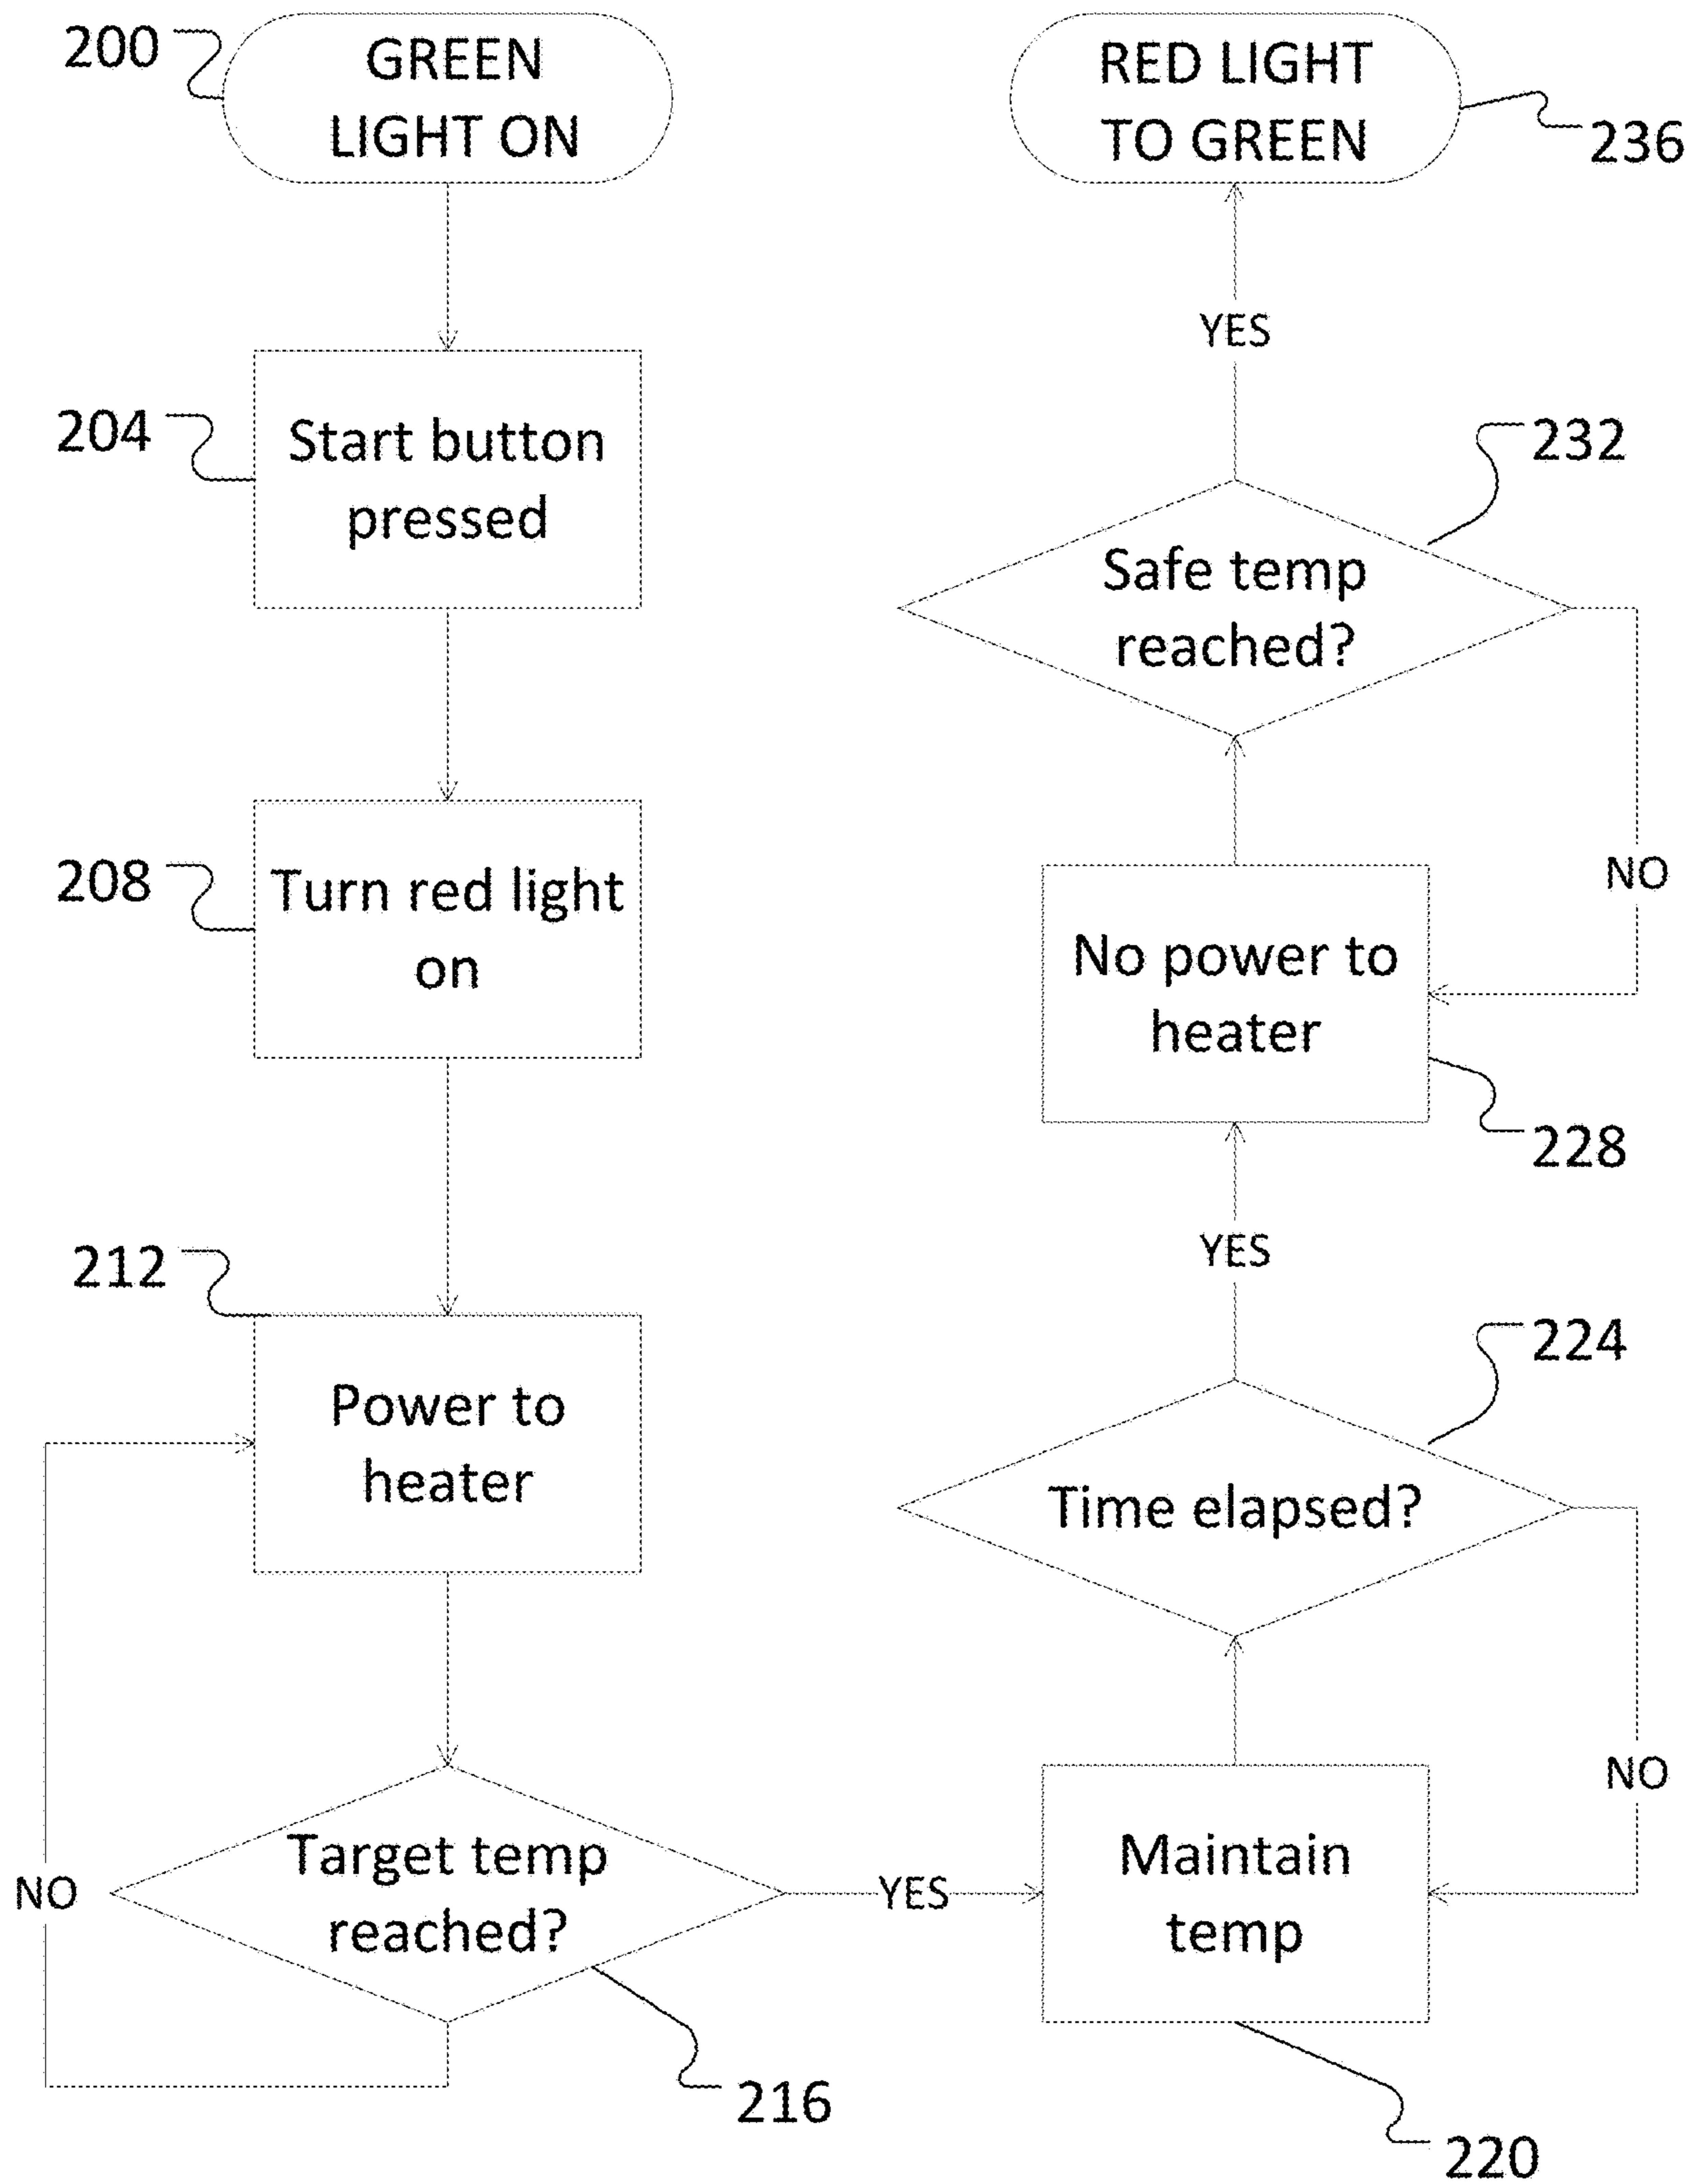 200
GREEN
LIGHT ON
204
Start button
pressed
208
Turn red light
on
212
Power to
heater
NO
Target temp
reached?
216
YES
Maintain
temp
220
NO
Time elapsed?
224
YES
No power to
heater
228
NO
Safe temp
reached?
232
YES
RED LIGHT
TO GREEN
236